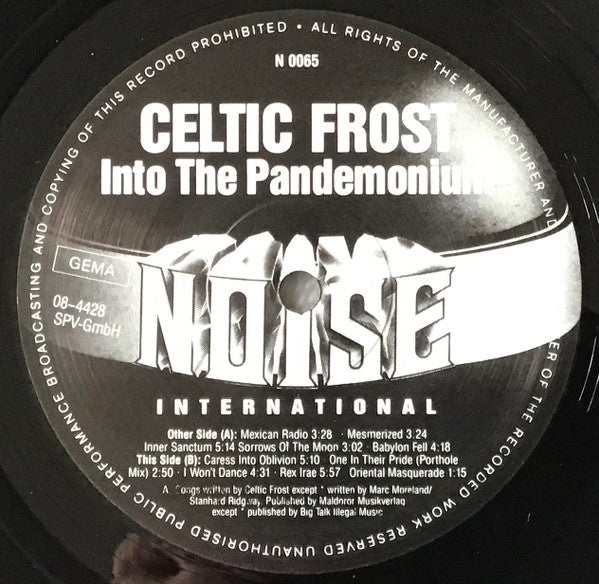 ALL RIGHTS OF THE MANUFACTURER AND OWNER OF THE RECORDED WORK RESERVED UNAUTHORISED PUBLIC PERFORMANCE BROADCASTING AND COPYING OF THIS RECORD PROHIBITED •
N 0065
CELTIC FROST
Into The Pandemonium
GEMA
08-4428
SPV-GmbH
NOISE
INTERNATIONAL
Other Side (A): Mexican Radio 3:28 · Mesmerized 3.24
Inner Sanctum 5:14 Sorrows Of The Moon 3:02 · Babylon Fell 4:18
This Side (B): Caress Into Oblivion 5:10 · One In Their Pride (Porthole
Mix) 2:50 · I Won't Dance 4:31 · Rex Irae 5:57 Oriental Masquerade 1:15
Songs written by Celtic Frost except * written by Marc Moreland/
Stanhard Ridgway. Published by Maldoror Musikverlag
except * published by Big Talk Illegal Music